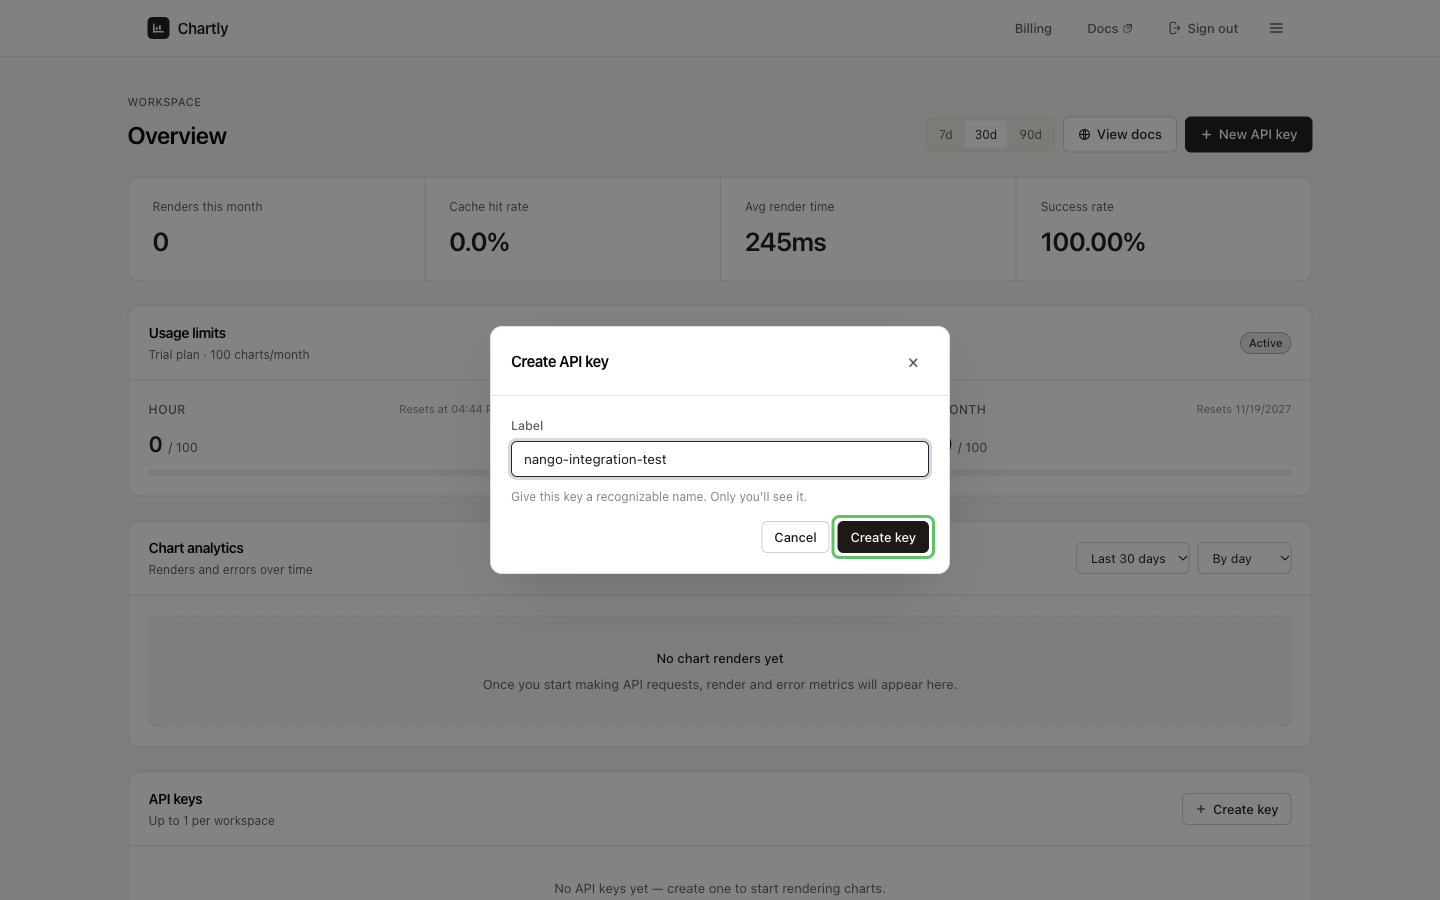 Chartly
Billing
Docs
Sign out
WORKSPACE
Overview
7d
30d
90d
View docs
+ New API key
Renders this month
0
Cache hit rate
0.0%
Avg render time
245ms
Success rate
100.00%
Usage limits
Trial plan · 100 charts/month
Active
HOUR
Resets at 04:44
0 / 100
Resets 11/19/2027
/ 100
Create API key
×
Label
nango-integration-test
Give this key a recognizable name. Only you'll see it.
Cancel
Create key
Chart analytics
Renders and errors over time
Last 30 days
By day
No chart renders yet
Once you start making API requests, render and error metrics will appear here.
API keys
Up to 1 per workspace
+ Create key
No API keys yet — create one to start rendering charts.